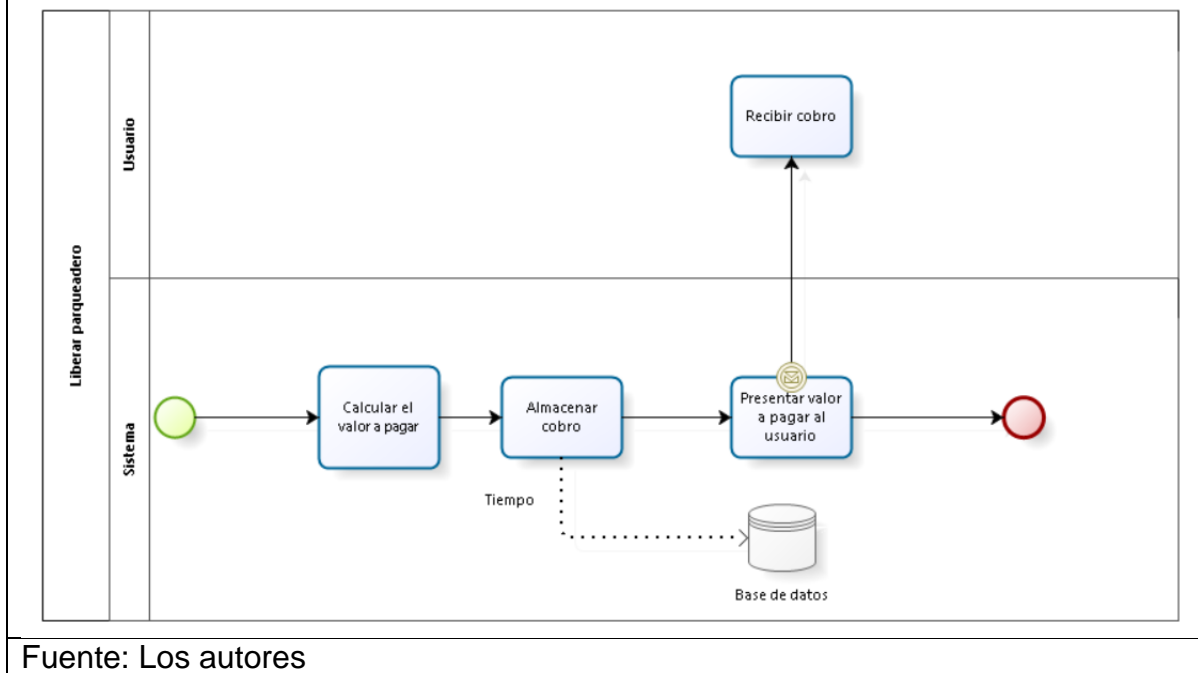 Liberar parqueadero
Usuario
Recibir cobro
Sistema
Calcular el
valor a pagar
Almacenar
cobro
Presentar valor
a pagar al
usuario
Tiempo
Base de datos
Fuente: Los autores